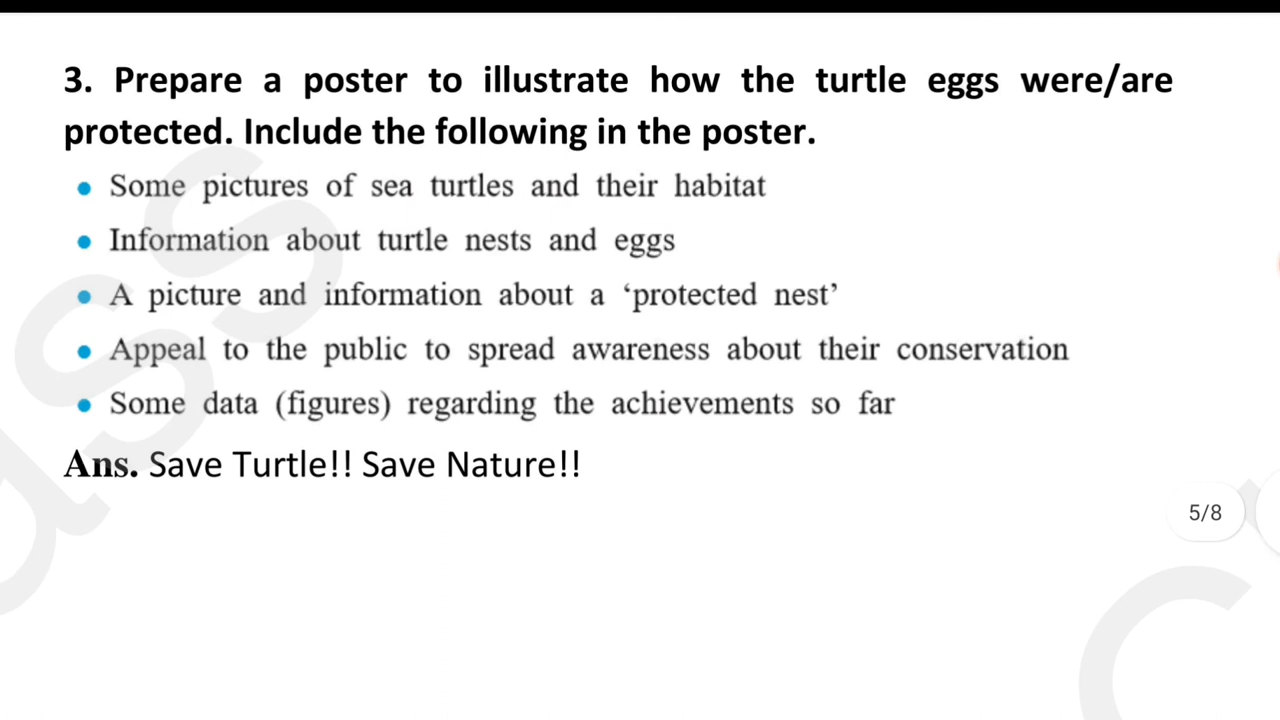 3. Prepare a poster to illustrate how the turtle eggs were/are
protected. Include the following in the poster.
• Some pictures of sea turtles and their habitat
• Information about turtle nests and eggs
• A picture and information about a ‘protected nest’
• Appeal to the public to spread awareness about their conservation
• Some data (figures) regarding the achievements so far
Ans. Save Turtle!! Save Nature!!
5/8